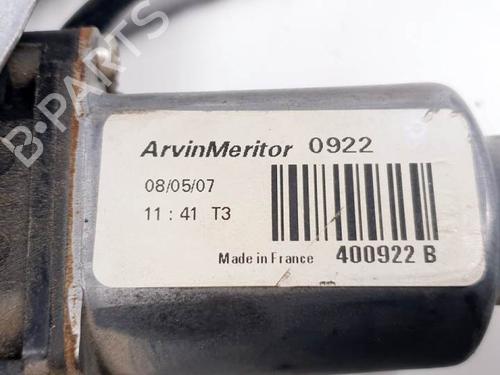 B-PARTS
ArvinMeritor 0922
08/05/07
11 : 41 T3
Made in France 400922 B